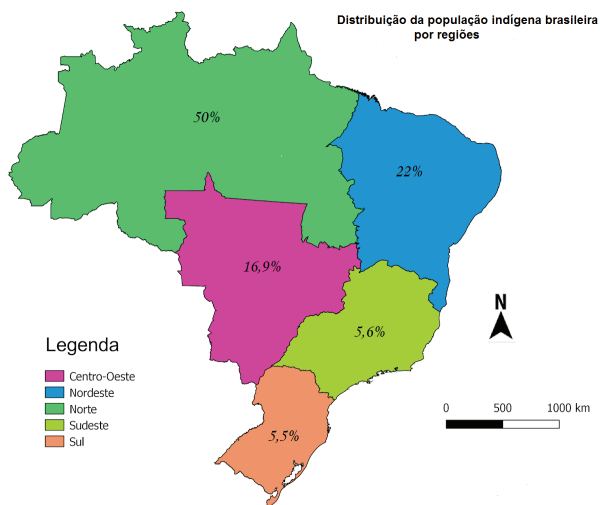 Distribuição da população indígena brasileira
por regiões
50%
22%
16,9%
5,6%
5,5%
N
Legenda
Centro-Oeste
Nordeste
Norte
Sudeste
Sul
0 500 1000 km